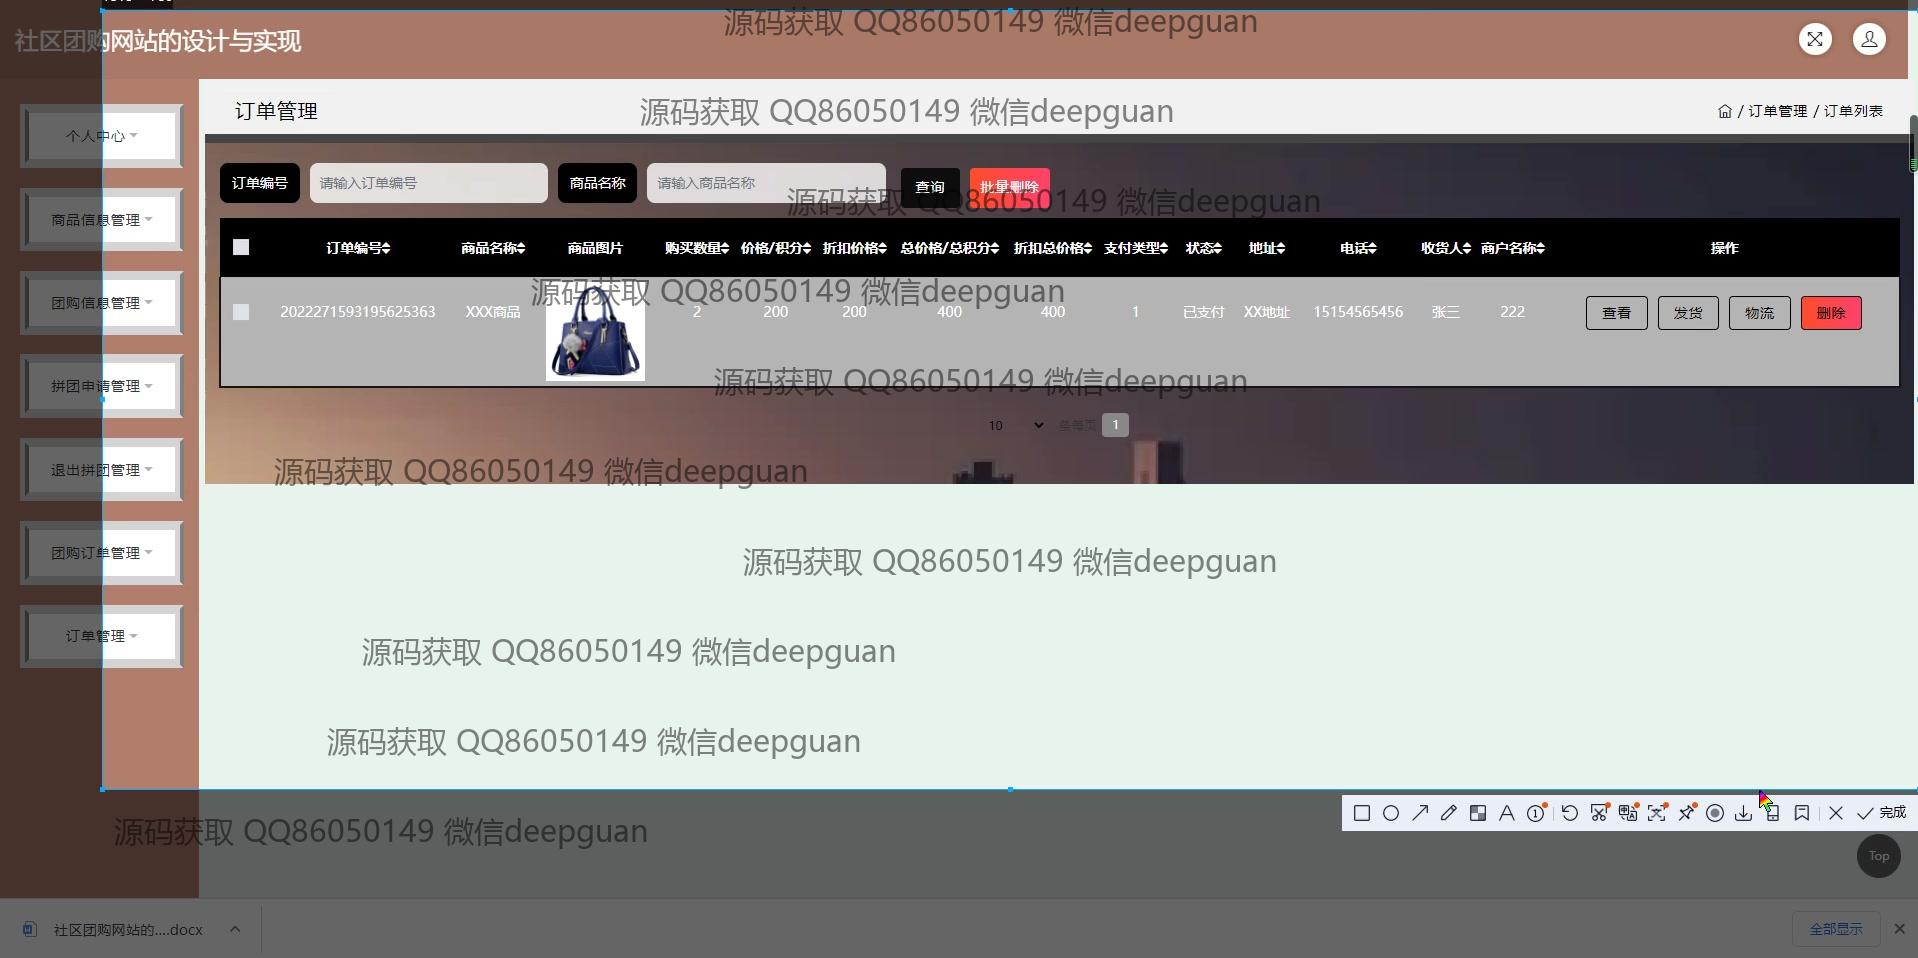 源码获取 QQ86050149 微信deepguan
社区团购网站的设计与实现
订单管理
源码获取 QQ86050149 微信deepguan
/ 订单管理 / 订单列表
个人中心
商品信息管理
团购信息管理
拼团申请管理
退出拼团管理
团购订单管理
订单管理
订单编号 请输入订单编号 商品名称 请输入商品名称 查询 批量删除
源码获取 QQ86050149 微信deepguan
订单编号 商品名称 商品图片 购买数量 价格/积分 折扣价格 总价格/总积分 折扣总价格 支付类型 状态 地址 电话 收货人 商户名称 操作
源码获取 QQ86050149 微信deepguan
2022271593195625363 XXX商品 2 200 200 400 400 1 已支付 XX地址 15154565456 张三 222 查看 发货 物流 删除
源码获取 QQ86050149 微信deepguan
10 条每页 1
源码获取 QQ86050149 微信deepguan
源码获取 QQ86050149 微信deepguan
源码获取 QQ86050149 微信deepguan
源码获取 QQ86050149 微信deepguan
完成
源码获取 QQ86050149 微信deepguan
Top
社区团购网站的....docx
全部显示